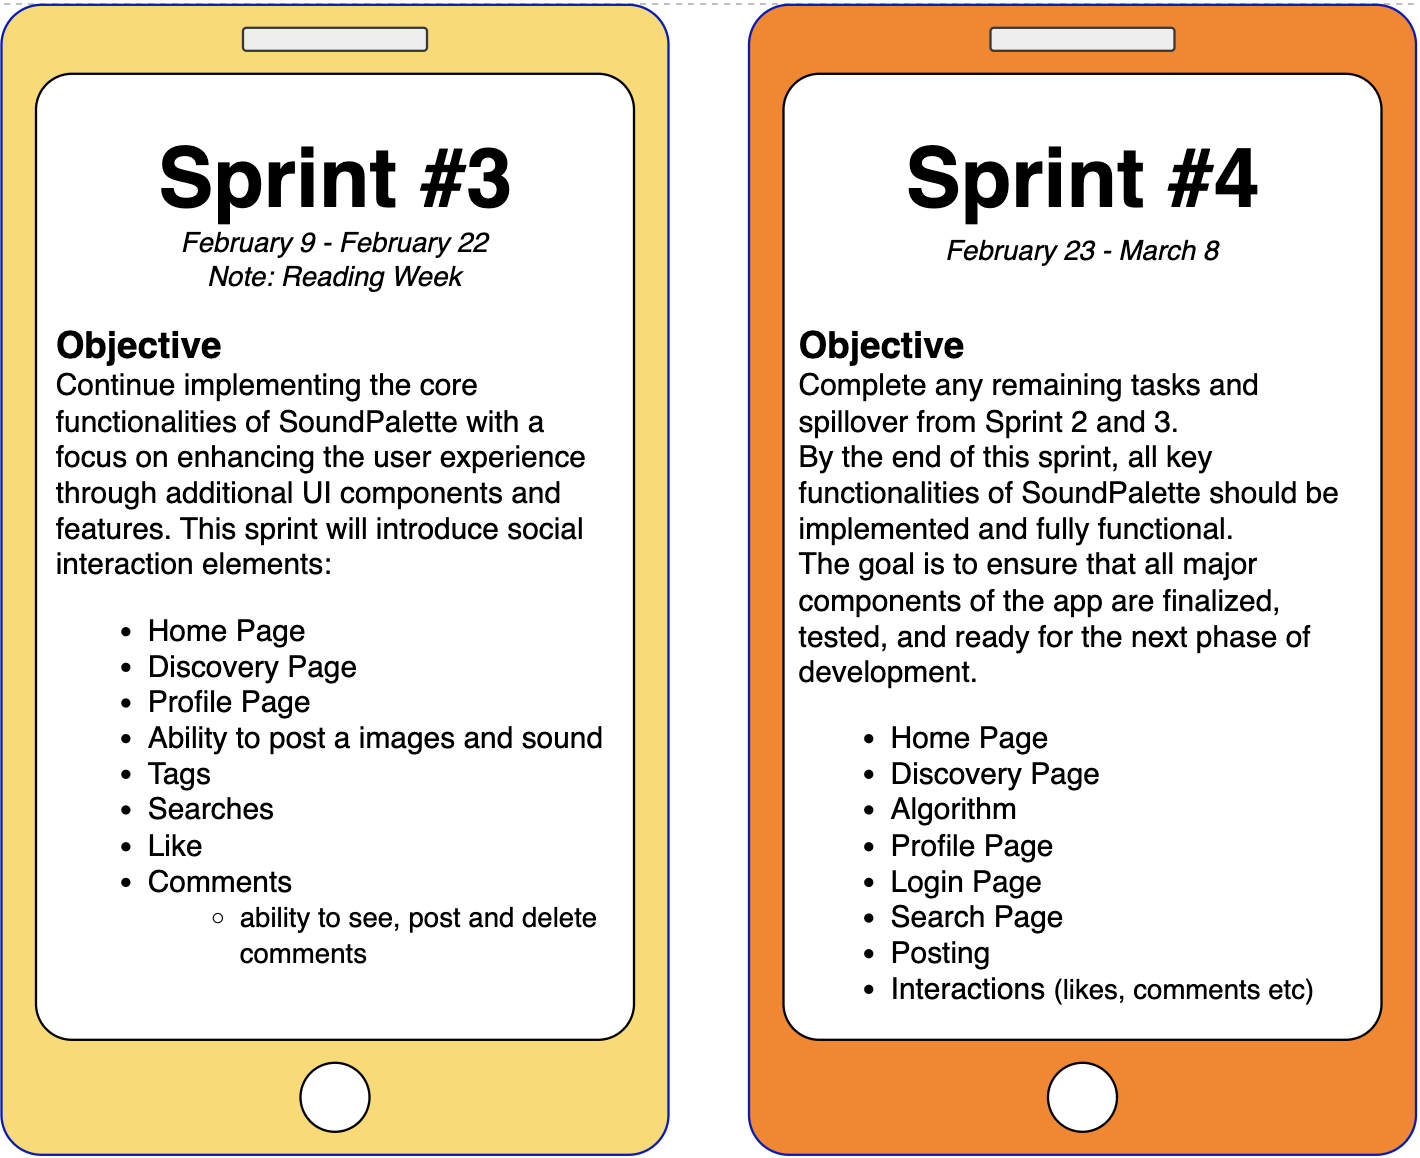 Sprint #3
February 9 - February 22
Note: Reading Week
Objective
Continue implementing the core
functionalities of SoundPalette with a
focus on enhancing the user experience
through additional UI components and
features. This sprint will introduce social
interaction elements:
• Home Page
• Discovery Page
• Profile Page
• Ability to post a images and sound
• Tags
• Searches
• Like
• Comments
○ ability to see, post and delete
comments
Sprint #4
February 23 - March 8
Objective
Complete any remaining tasks and
spillover from Sprint 2 and 3.
By the end of this sprint, all key
functionalities of SoundPalette should be
implemented and fully functional.
The goal is to ensure that all major
components of the app are finalized,
tested, and ready for the next phase of
development.
• Home Page
• Discovery Page
• Algorithm
• Profile Page
• Login Page
• Search Page
• Posting
• Interactions (likes, comments etc)